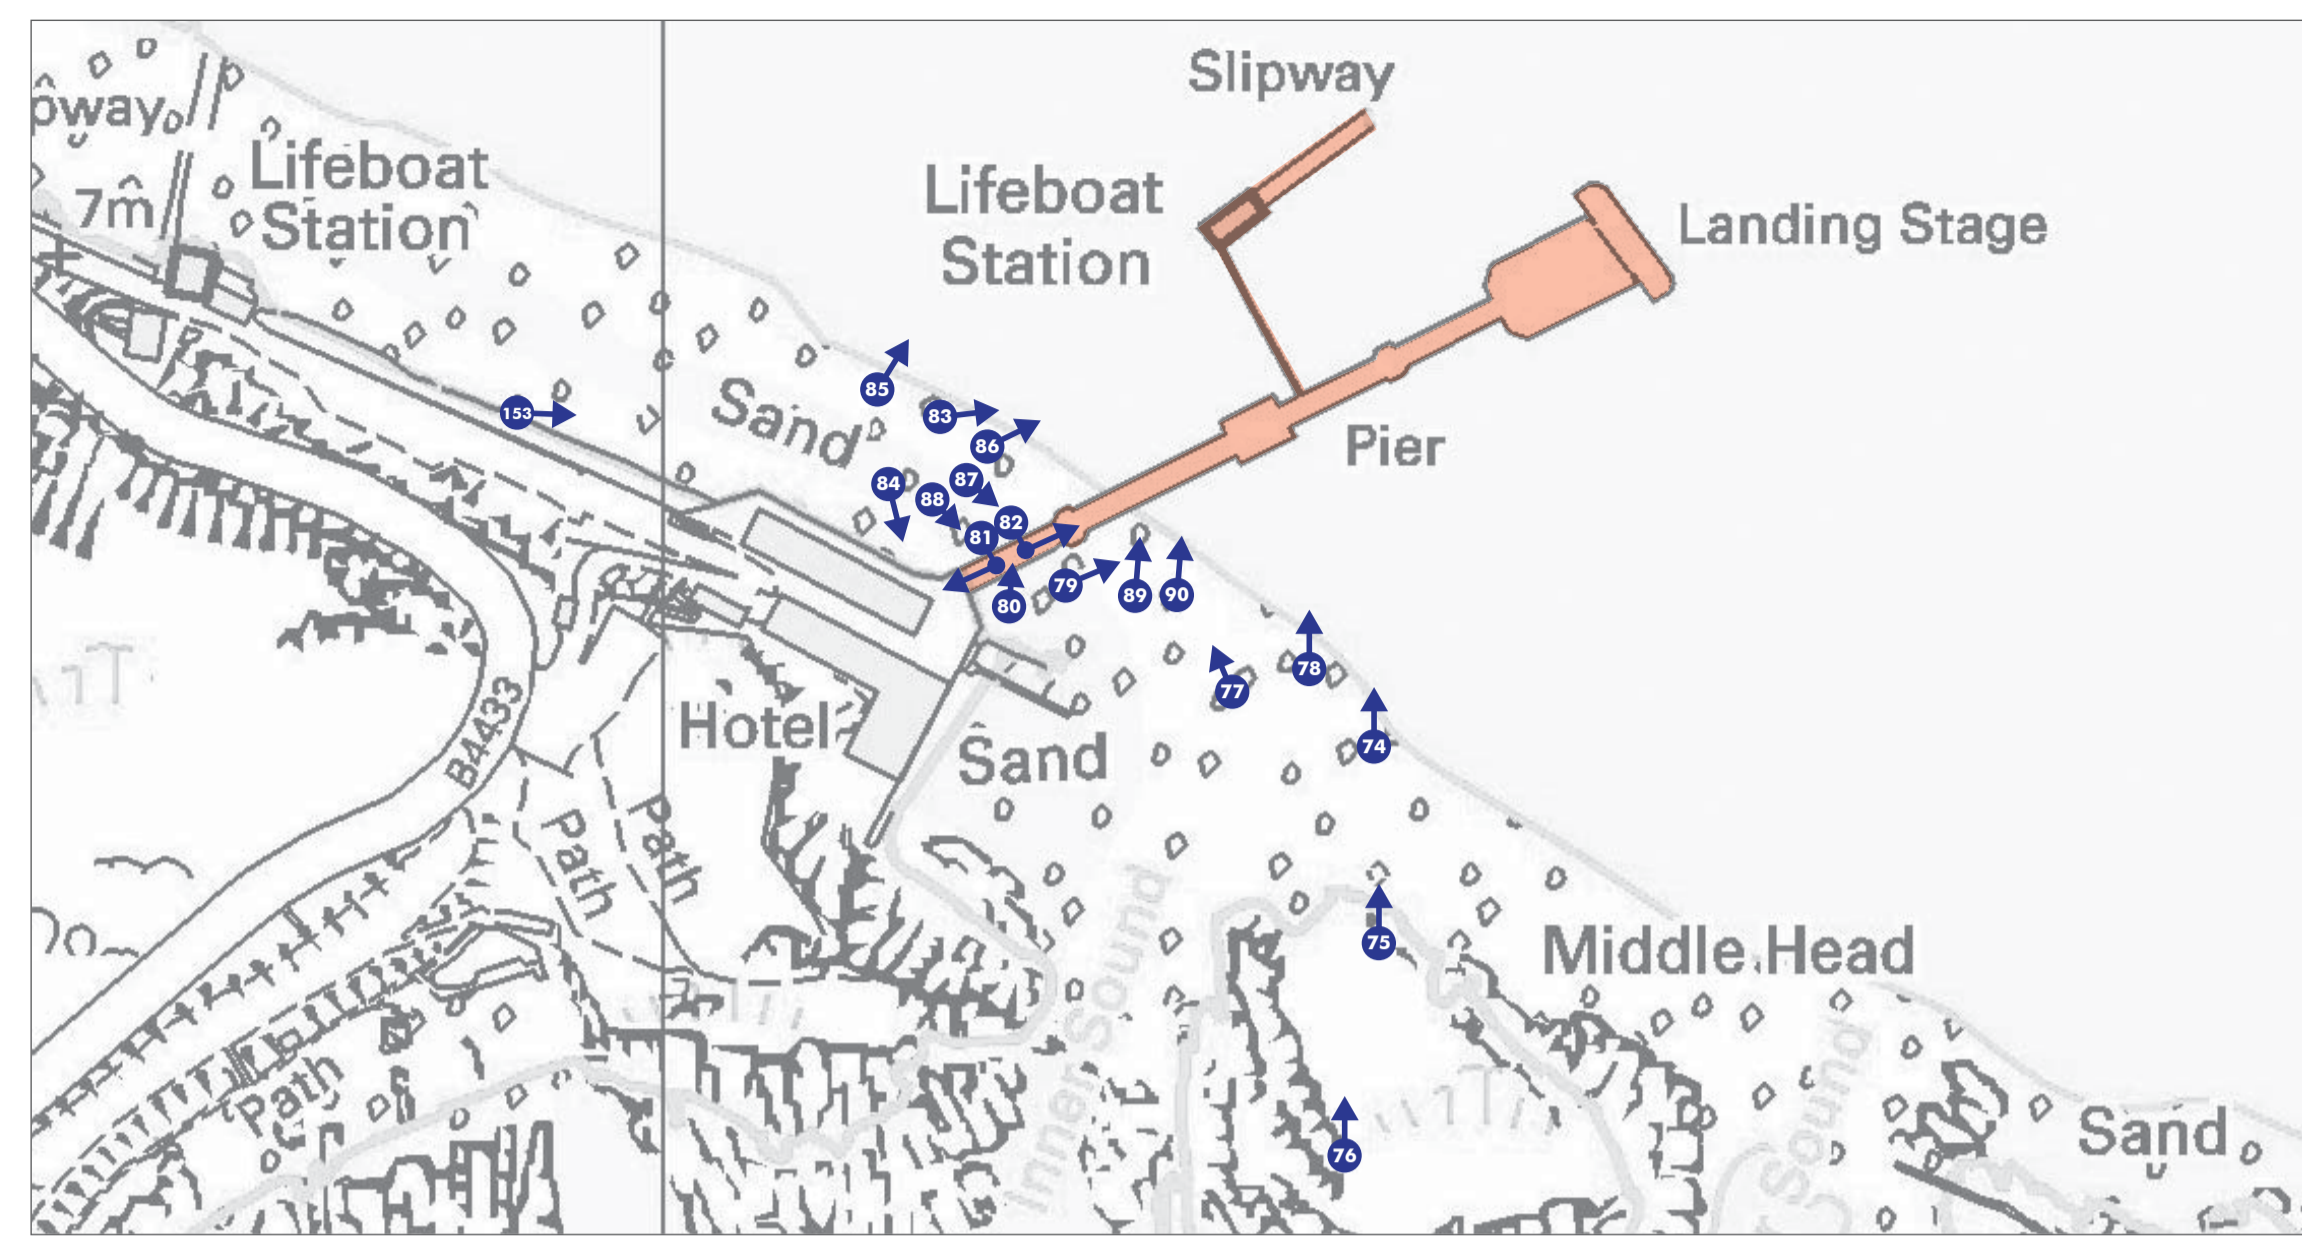 Slipway
ôway
Lifeboat
Station
7m
Lifeboat
Station
Landing Stage
85
153
83
86
Sand
Pier
87
84
88
82
81
79
80
89
90
78
77
B4433
Hotel
74
Sand
Path
Path
Inner Sound
75
Middle Head
Path
Sound
76
Sand